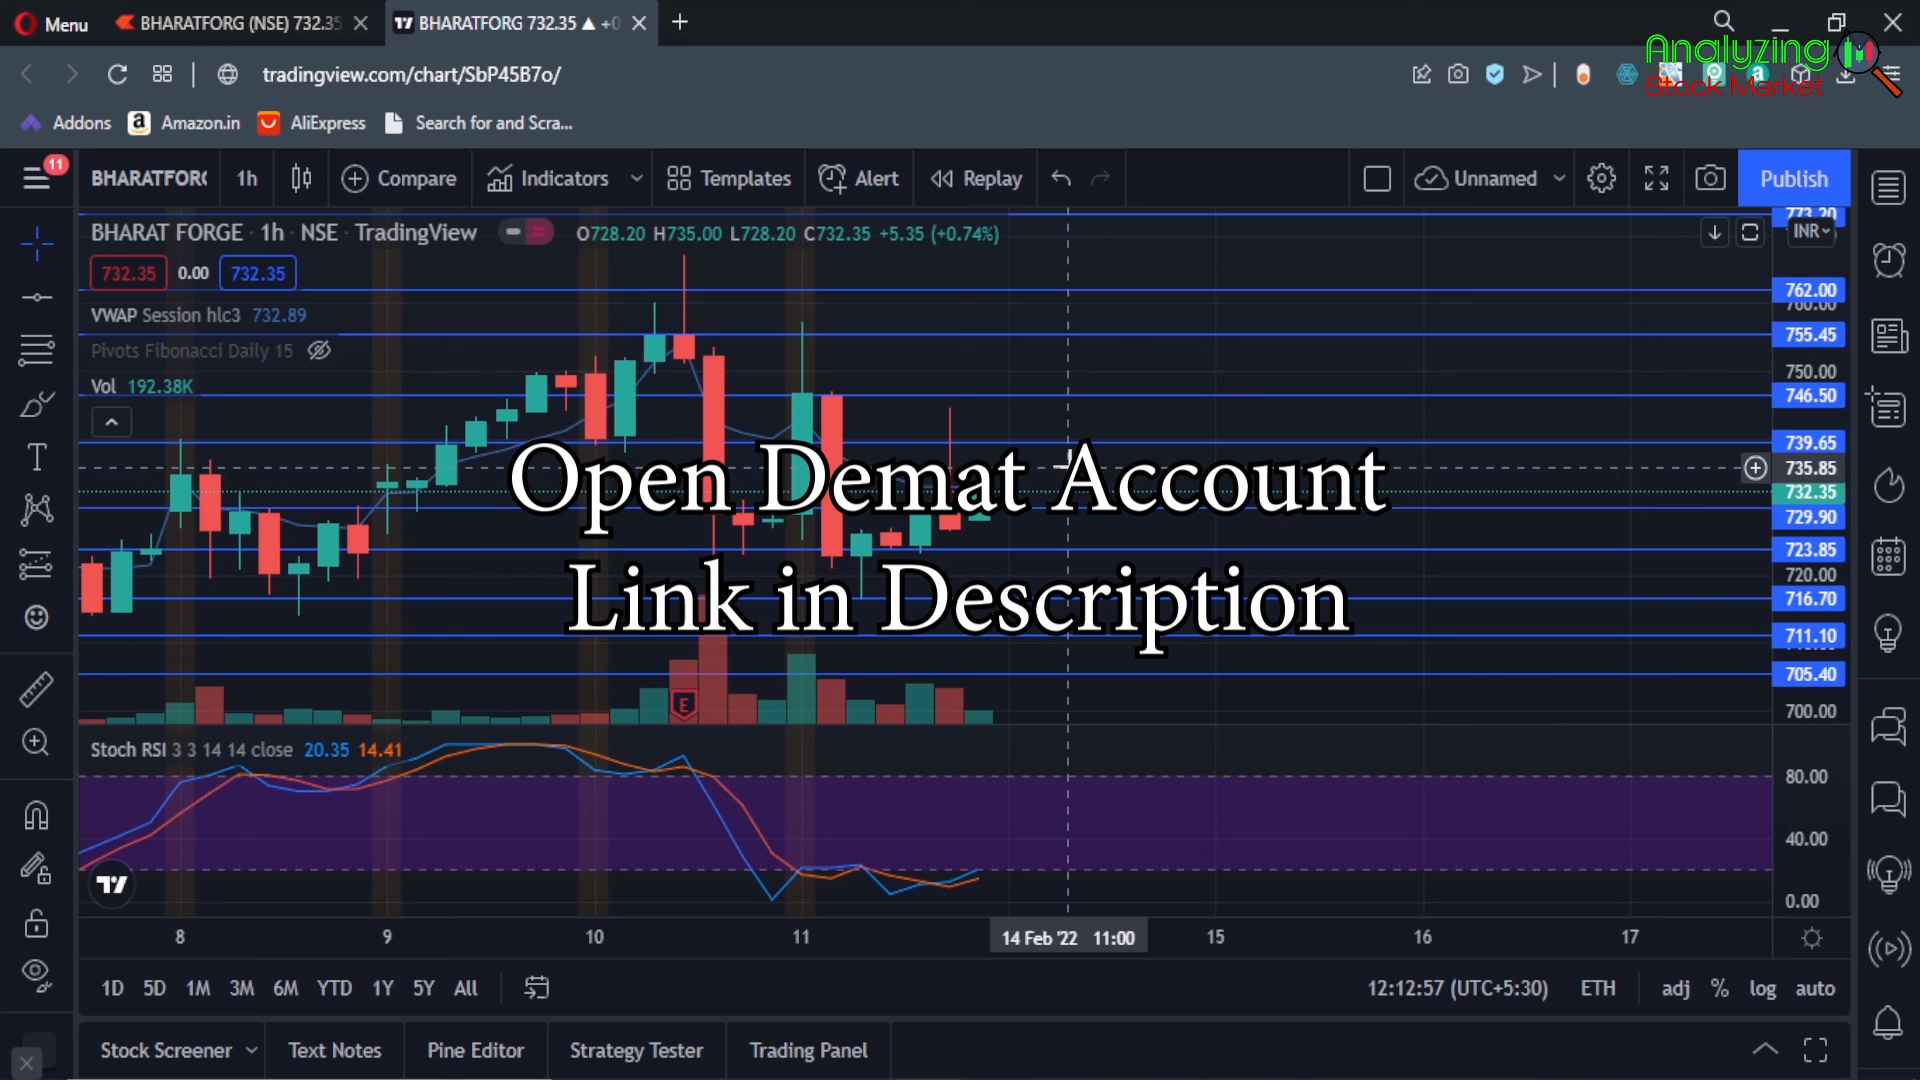 Menu
BHARATFORG (NSE) 732.35
BHARATFORG 732.35 ▲ +0
tradingview.com/chart/SbP45B7o/
Analyzing
Stock Market
Addons
Amazon.in
AliExpress
Search for and Scra...
11
BHARATFORG
1h
Compare
Indicators
Templates
Alert
Replay
Unnamed
Publish
BHARAT FORGE · 1h · NSE · TradingView
O728.20 H735.00 L728.20 C732.35 +5.35 (+0.74%)
773.20
INR
732.35 0.00 732.35
762.00
760.00
VWAP Session hlc3 732.89
755.45
Pivots Fibonacci Daily 15
750.00
Vol 192.38K
746.50
739.65
735.85
Open Demat Account
732.35
729.90
723.85
720.00
Link in Description
716.70
711.10
705.40
E
700.00
Stoch RSI 3 3 14 14 close 20.35 14.41
80.00
40.00
0.00
8 9 10 11 14 Feb '22 11:00 15 16 17
1D 5D 1M 3M 6M YTD 1Y 5Y All
12:12:57 (UTC+5:30) ETH adj % log auto
Stock Screener
Text Notes
Pine Editor
Strategy Tester
Trading Panel